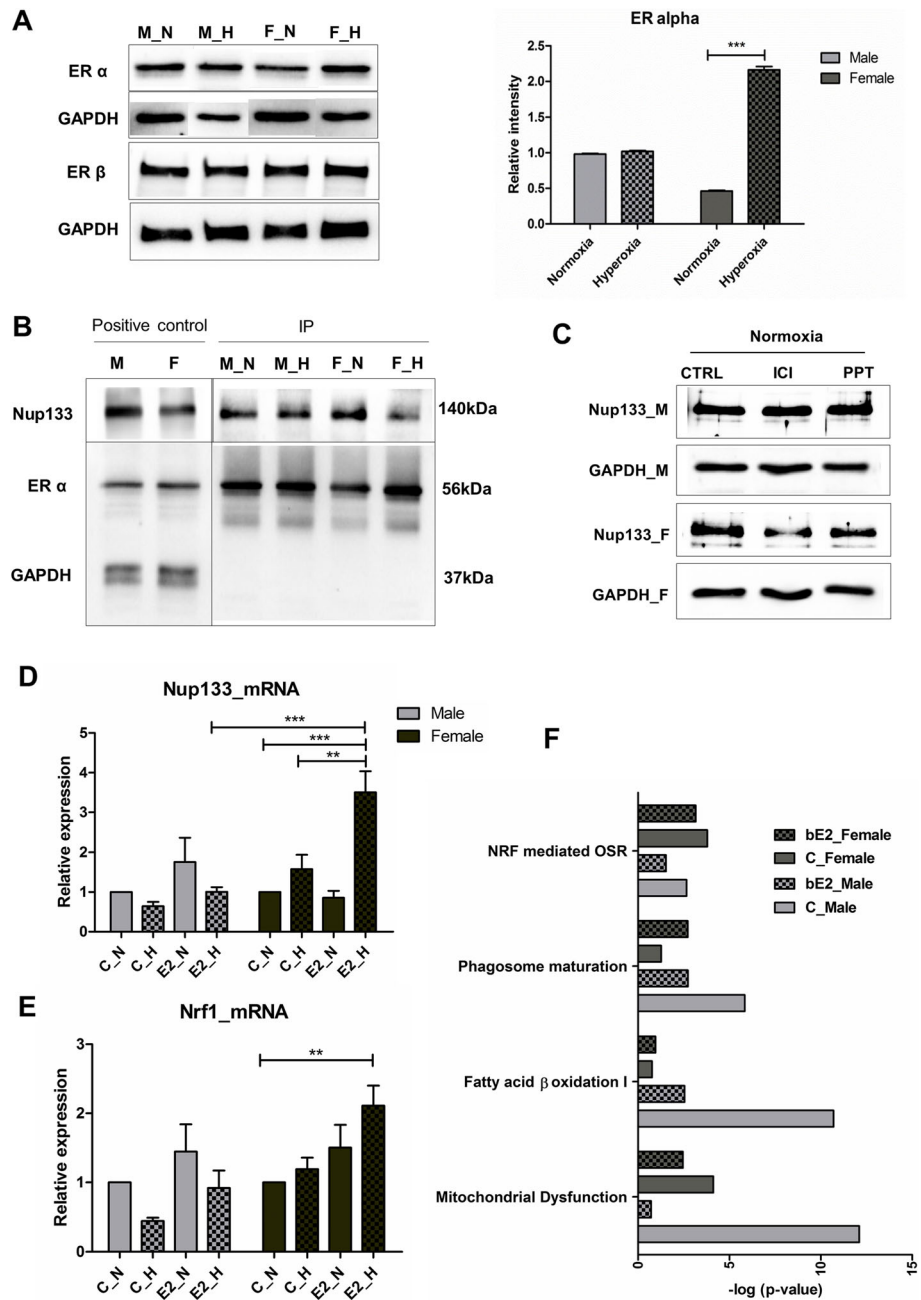 A
M_N M_H F_N F_H
ER α
GAPDH
ER β
GAPDH
ER alpha
Relative intensity
2.5
2.0
1.5
1.0
0.5
0.0
Normoxia
Hyperoxia
Normoxia
Hyperoxia
***
Male
Female
B
Positive control IP
M F M_N M_H F_N F_H
Nup133 140kDa
ER α 56kDa
GAPDH 37kDa
C
Normoxia
CTRL ICI PPT
Nup133_M
GAPDH_M
Nup133_F
GAPDH_F
D
Nup133_mRNA
Relative expression
5
4
3
2
1
0
***
***
**
C_N
C_H
E2_N
E2_H
C_N
C_H
E2_N
E2_H
Male
Female
E
Nrf1_mRNA
Relative expression
3
2
1
0
**
C_N
C_H
E2_N
E2_H
C_N
C_H
E2_N
E2_H
F
NRF mediated OSR
Phagosome maturation
Fatty acid β oxidation I
Mitochondrial Dysfunction
bE2_Female
C_Female
bE2_Male
C_Male
0 5 10 15
-log (p-value)